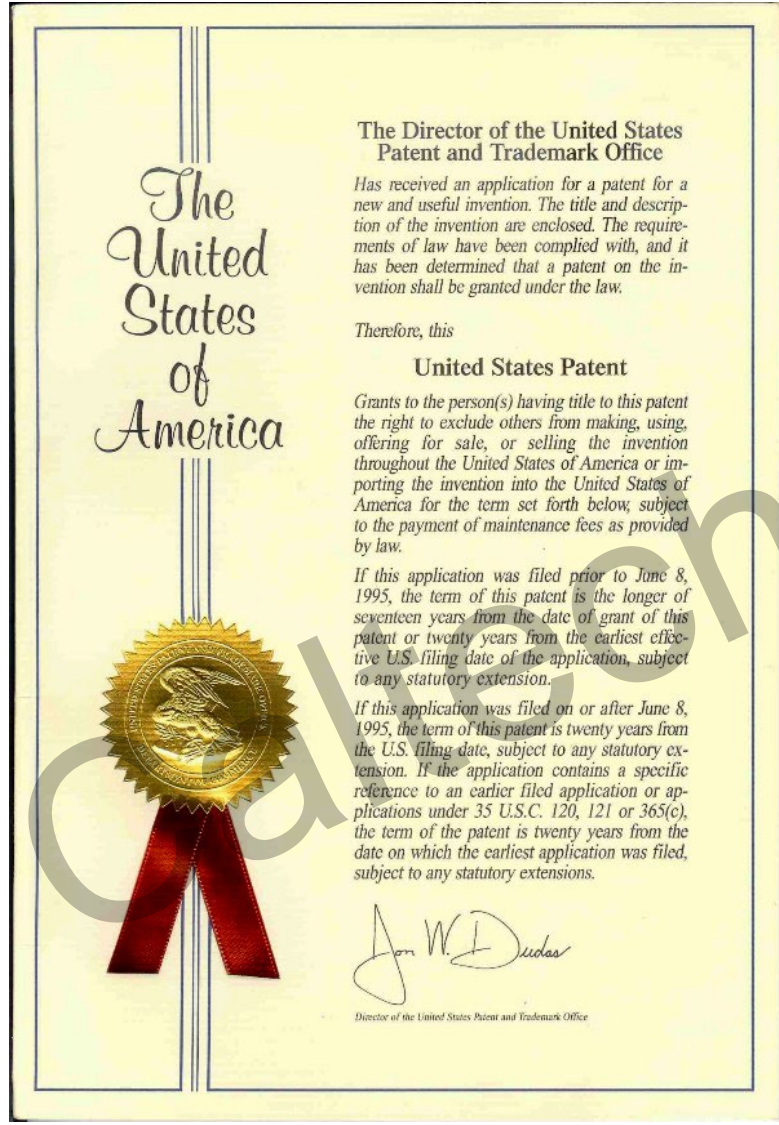 The
United
States
of
America
The Director of the United States
Patent and Trademark Office
Has received an application for a patent for a
new and useful invention. The title and descrip-
tion of the invention are enclosed. The require-
ments of law have been complied with, and it
has been determined that a patent on the in-
vention shall be granted under the law.
Therefore, this
United States Patent
Grants to the person(s) having title to this patent
the right to exclude others from making, using,
offering for sale, or selling the invention
throughout the United States of America or im-
porting the invention into the United States of
America for the term set forth below, subject
to the payment of maintenance fees as provided
by law.
If this application was filed prior to June 8,
1995, the term of this patent is the longer of
seventeen years from the date of grant of this
patent or twenty years from the earliest effec-
tive U.S. filing date of the application, subject
to any statutory extension.
If this application was filed on or after June 8,
1995, the term of this patent is twenty years from
the U.S. filing date, subject to any statutory ex-
tension. If the application contains a specific
reference to an earlier filed application or ap-
plications under 35 U.S.C. 120, 121 or 365(c),
the term of the patent is twenty years from the
date on which the earliest application was filed,
subject to any statutory extensions.
Jon W. Dudas
Director of the United States Patent and Trademark Office
Caltech